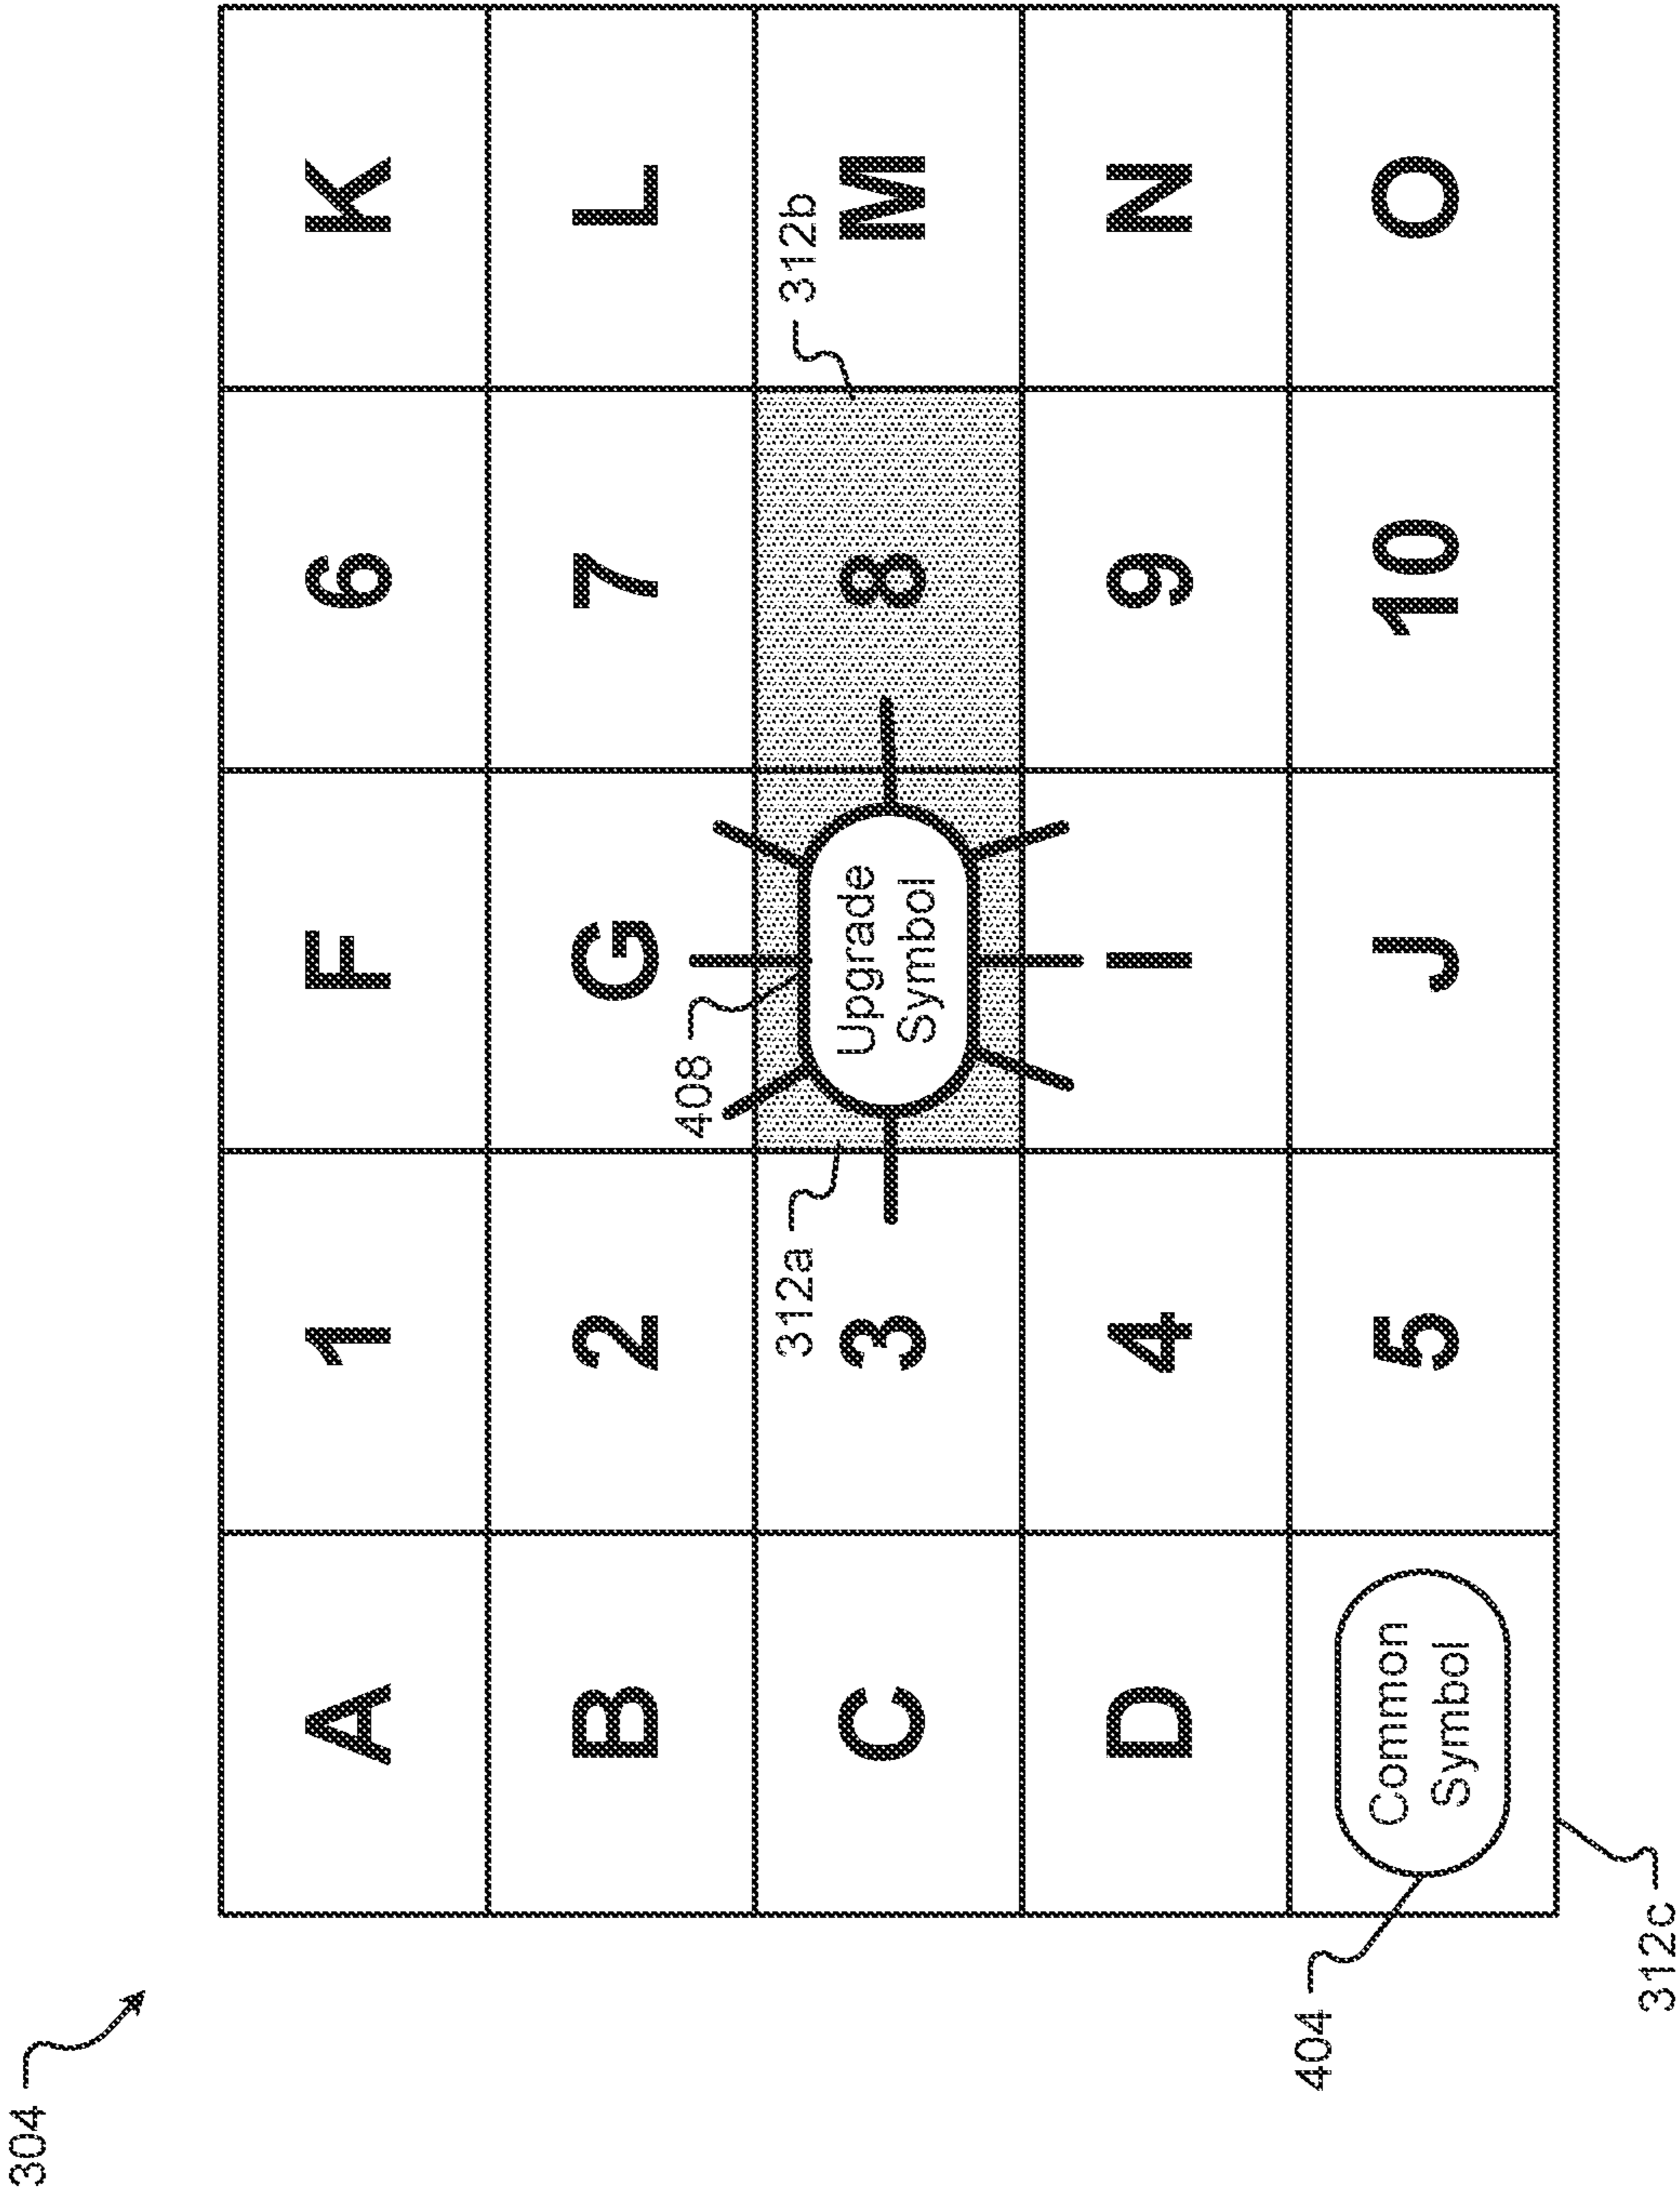 304
A 1 F 6 K
B 2 G 7 L
408
312a 312b
C 3 Upgrade 8 M
Symbol
D 4 I 9 N
404
Common 5 J 10 O
Symbol
312c